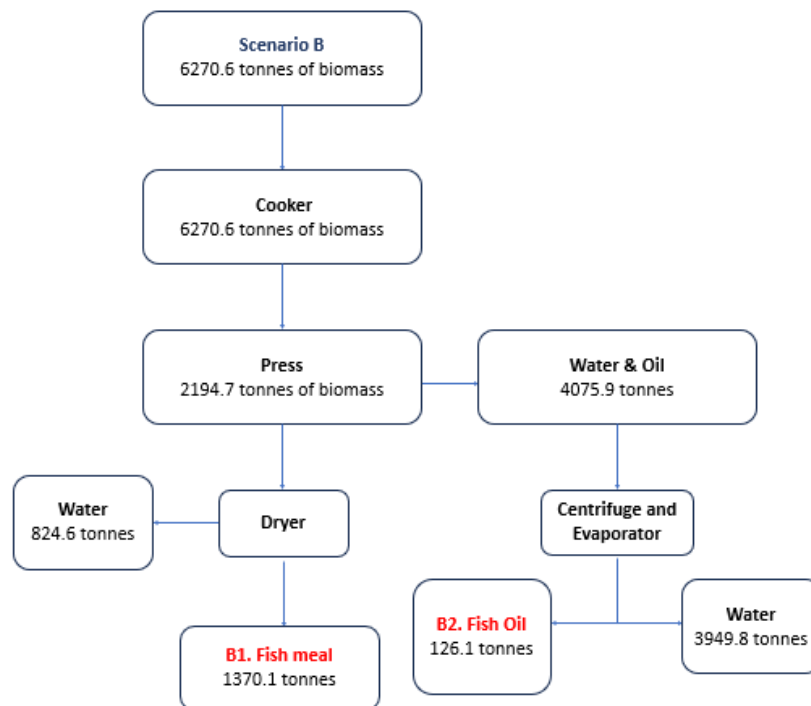 Scenario B
6270.6 tonnes of biomass
Cooker
6270.6 tonnes of biomass
Press
2194.7 tonnes of biomass
Water & Oil
4075.9 tonnes
Water
824.6 tonnes
Dryer
Centrifuge and
Evaporator
B1. Fish meal
1370.1 tonnes
B2. Fish Oil
126.1 tonnes
Water
3949.8 tonnes